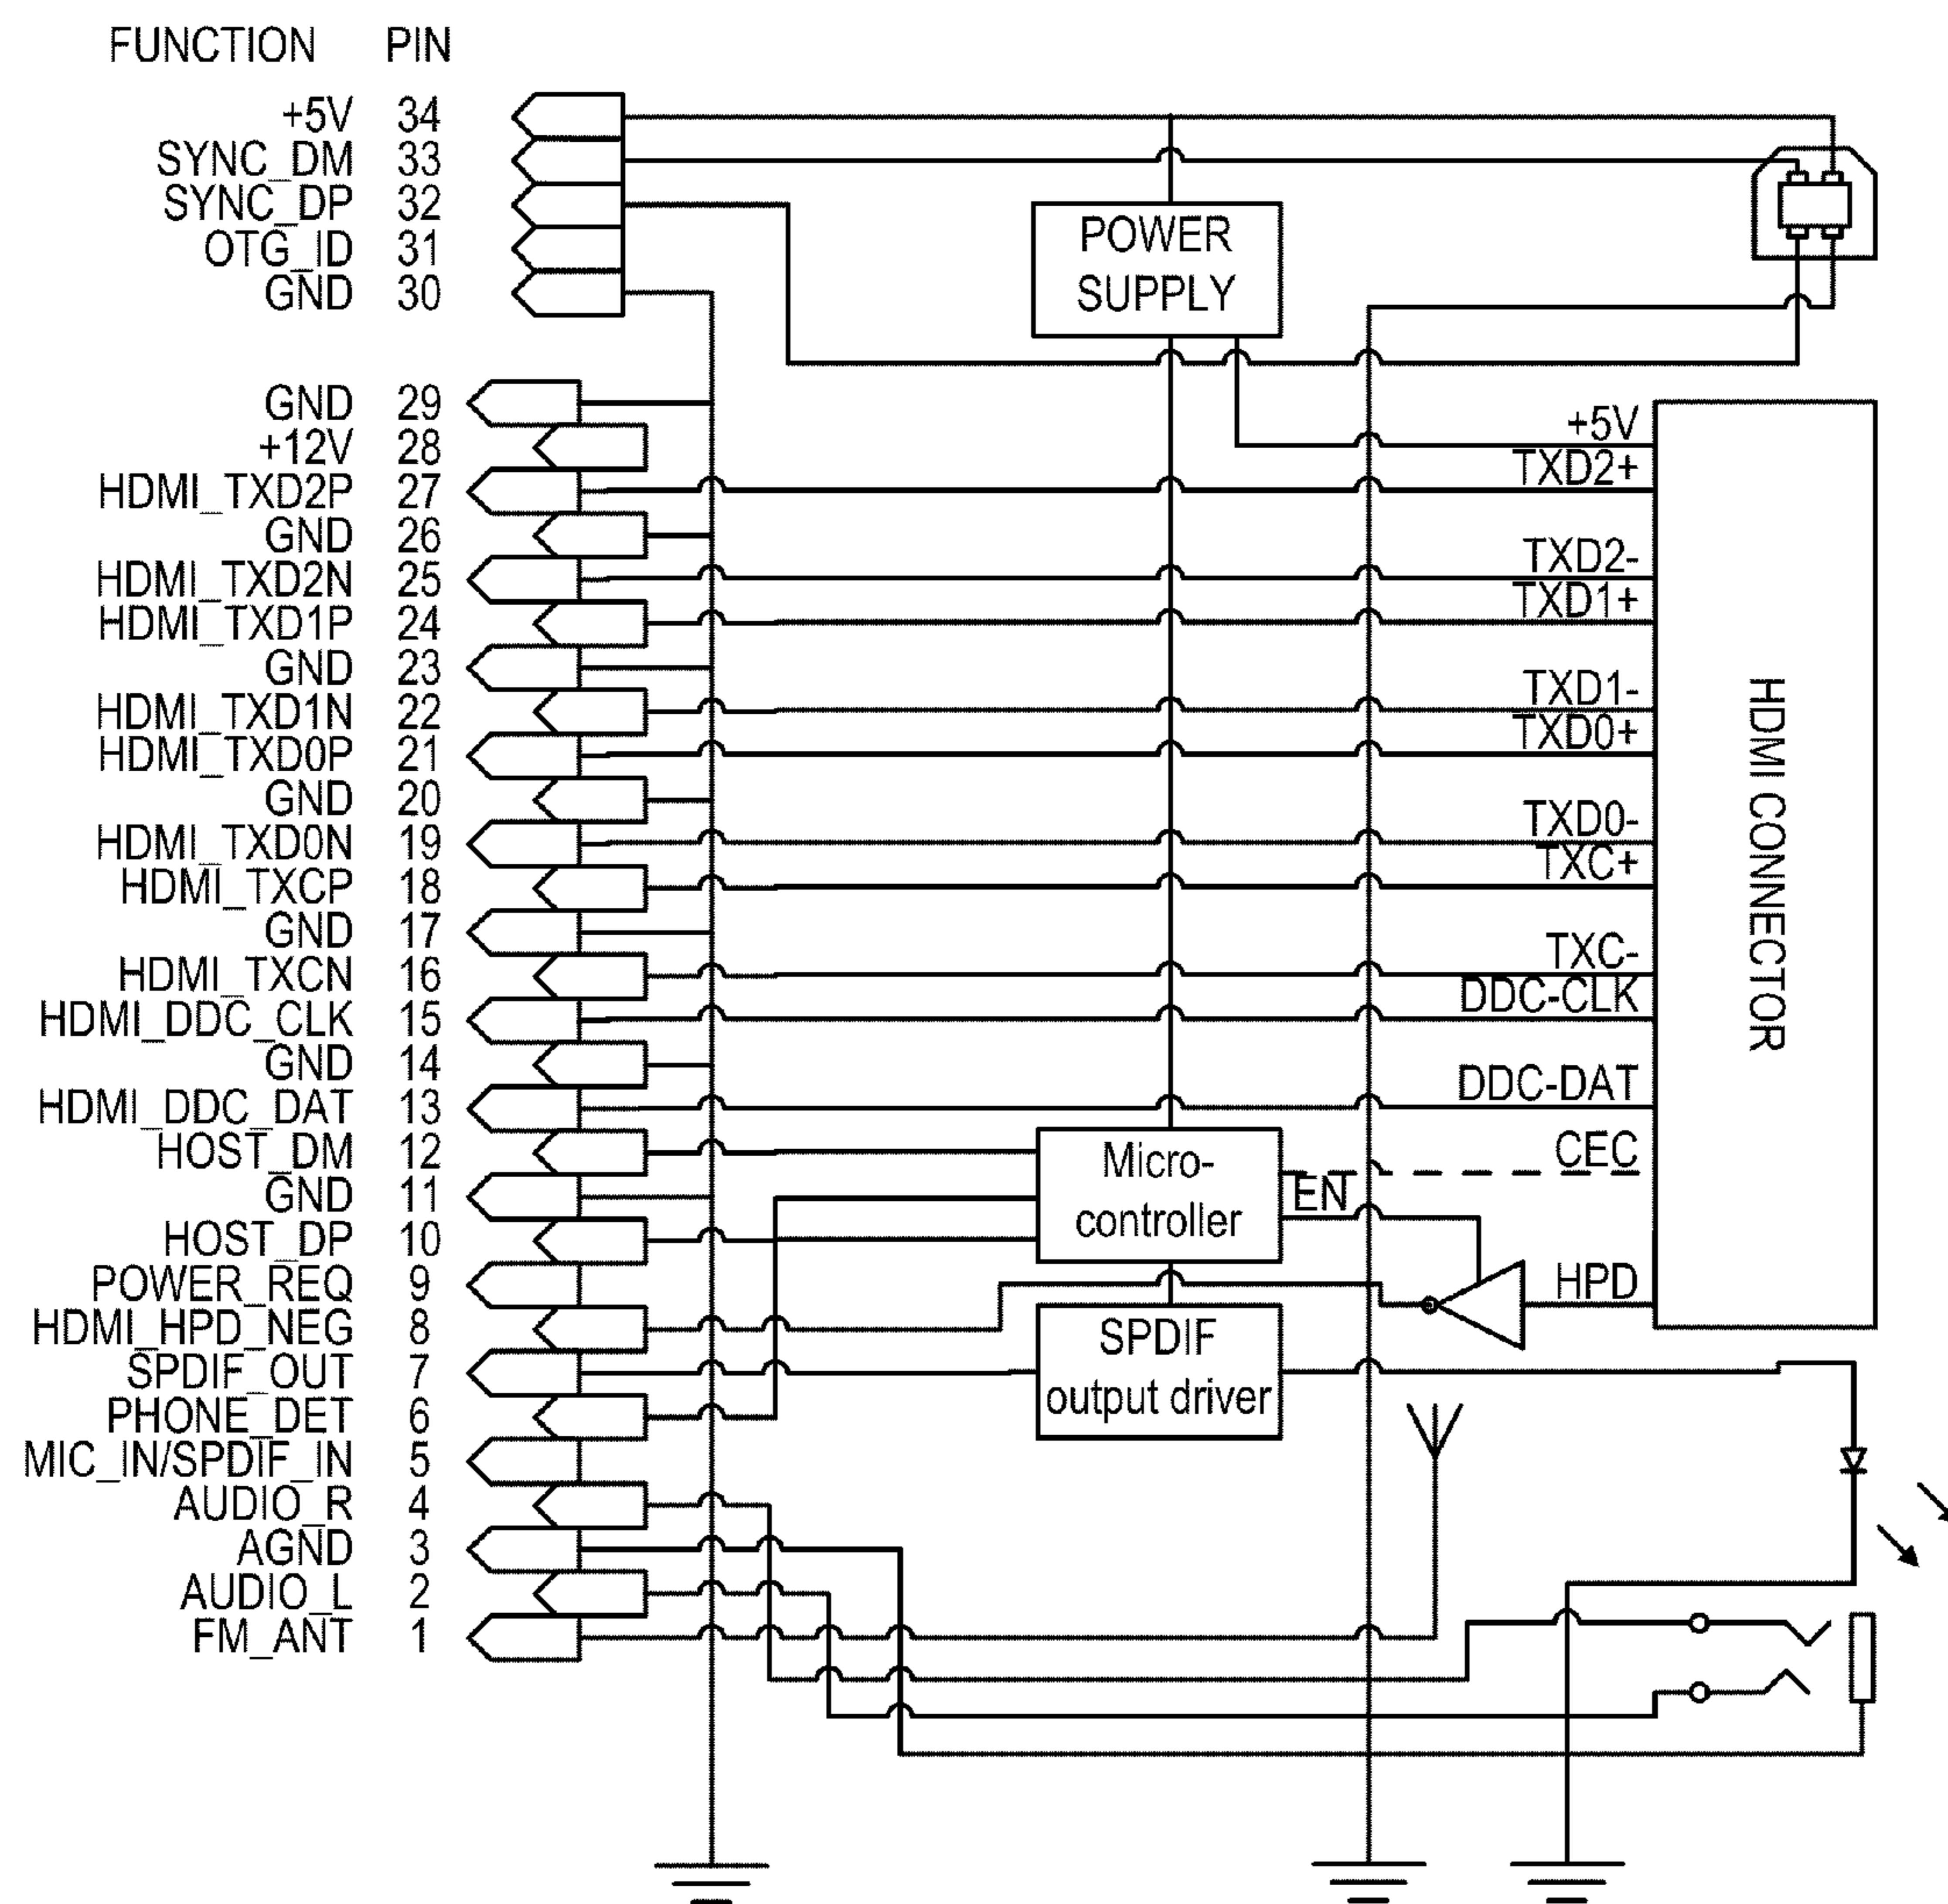 FUNCTION PIN
+5V 34
SYNC_DM 33
SYNC_DP 32
OTG_ID 31
GND 30
POWER
SUPPLY
GND 29
+12V 28
HDMI_TXD2P 27
GND 26
HDMI_TXD2N 25
HDMI_TXD1P 24
GND 23
HDMI_TXD1N 22
HDMI_TXD0P 21
GND 20
HDMI_TXD0N 19
HDMI_TXCP 18
GND 17
HDMI_TXCN 16
HDMI_DDC_CLK 15
GND 14
HDMI_DDC_DAT 13
HOST_DM 12
GND 11
HOST_DP 10
POWER_REQ 9
HDMI_HPD_NEG 8
SPDIF_OUT 7
PHONE_DET 6
MIC_IN/SPDIF_IN 5
AUDIO_R 4
AGND 3
AUDIO_L 2
FM_ANT 1
+5V
TXD2+
TXD2-
TXD1+
TXD1-
TXD0+
TXD0-
TXC+
TXC-
DDC-CLK
DDC-DAT
CEC
EN
HPD
HDMI CONNECTOR
Micro-
controller
SPDIF
output driver